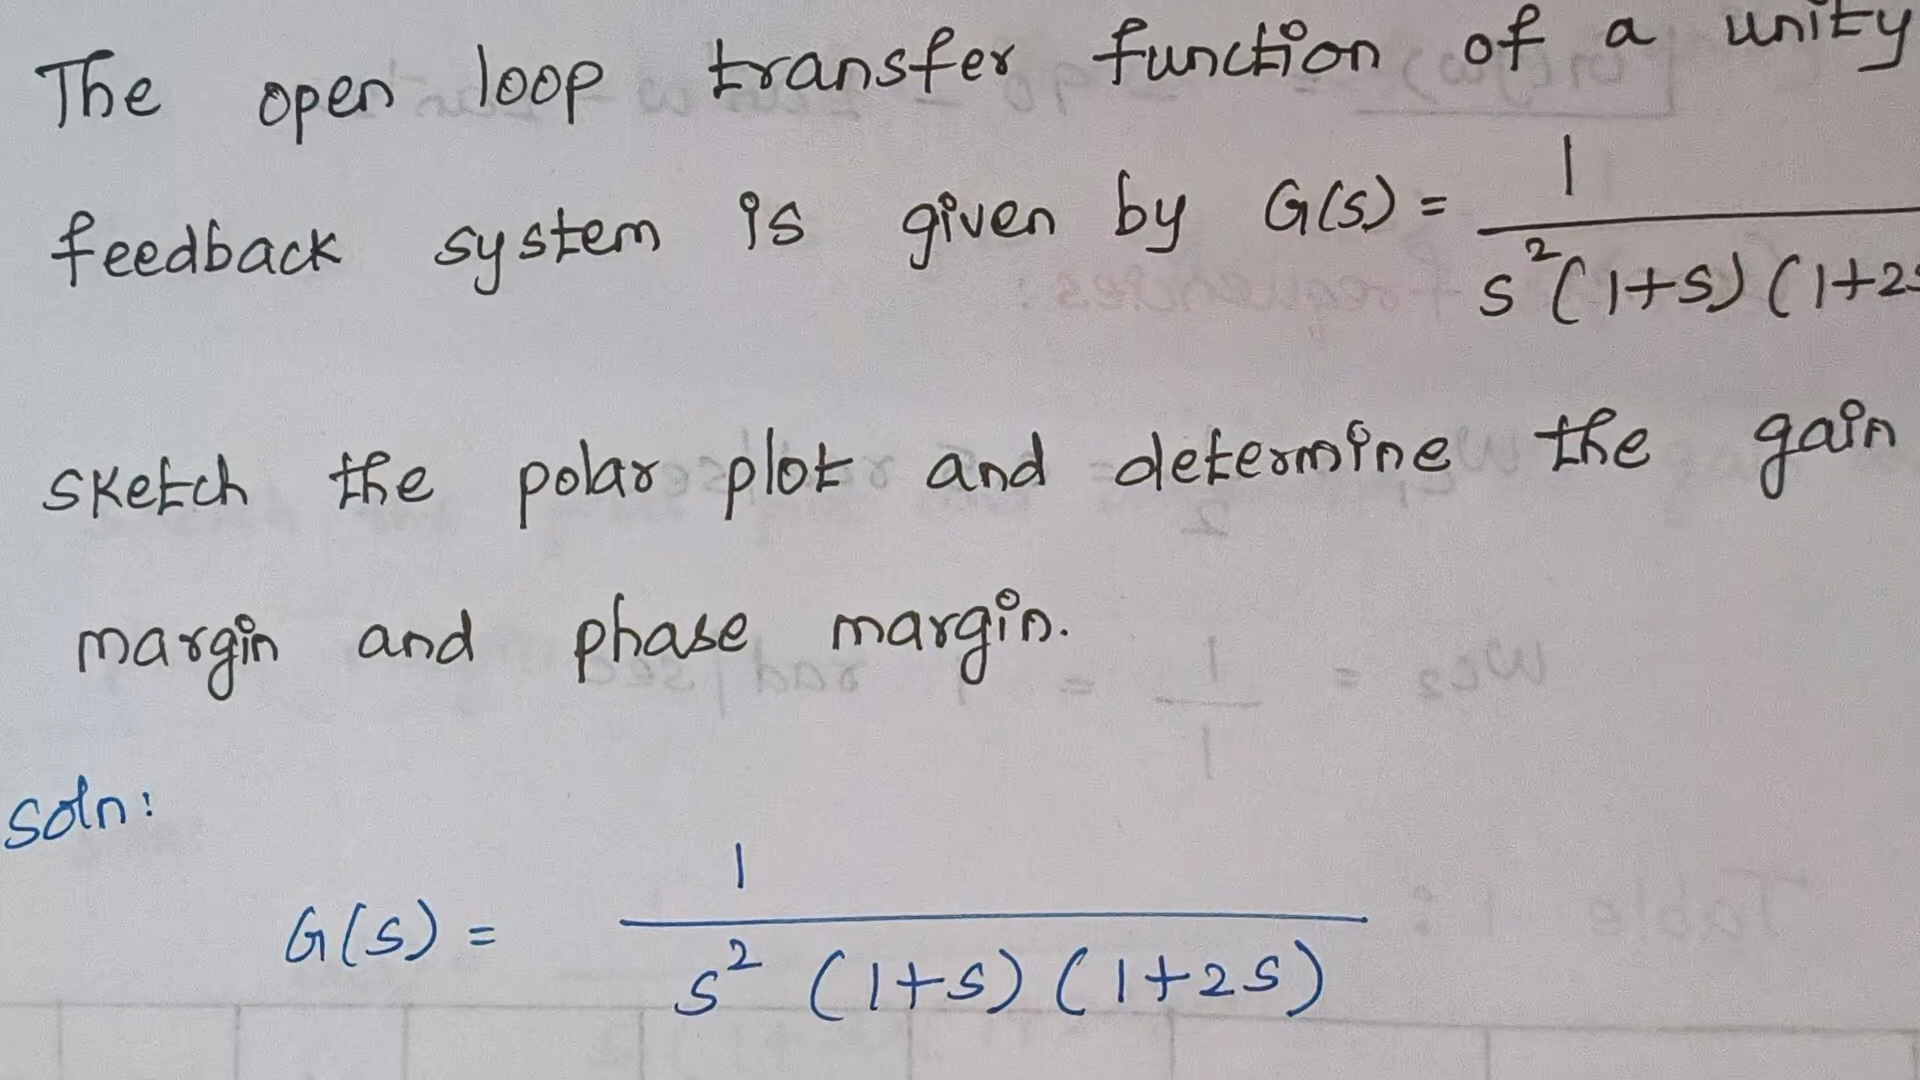 The open loop transfer function of a unity
feedback system is given by G(s) = 1 / s²(1+s)(1+2s
sketch the polar plot and determine the gain
margin and phase margin.
soln:
G(s) = 1 / s² (1+s) (1+2s)